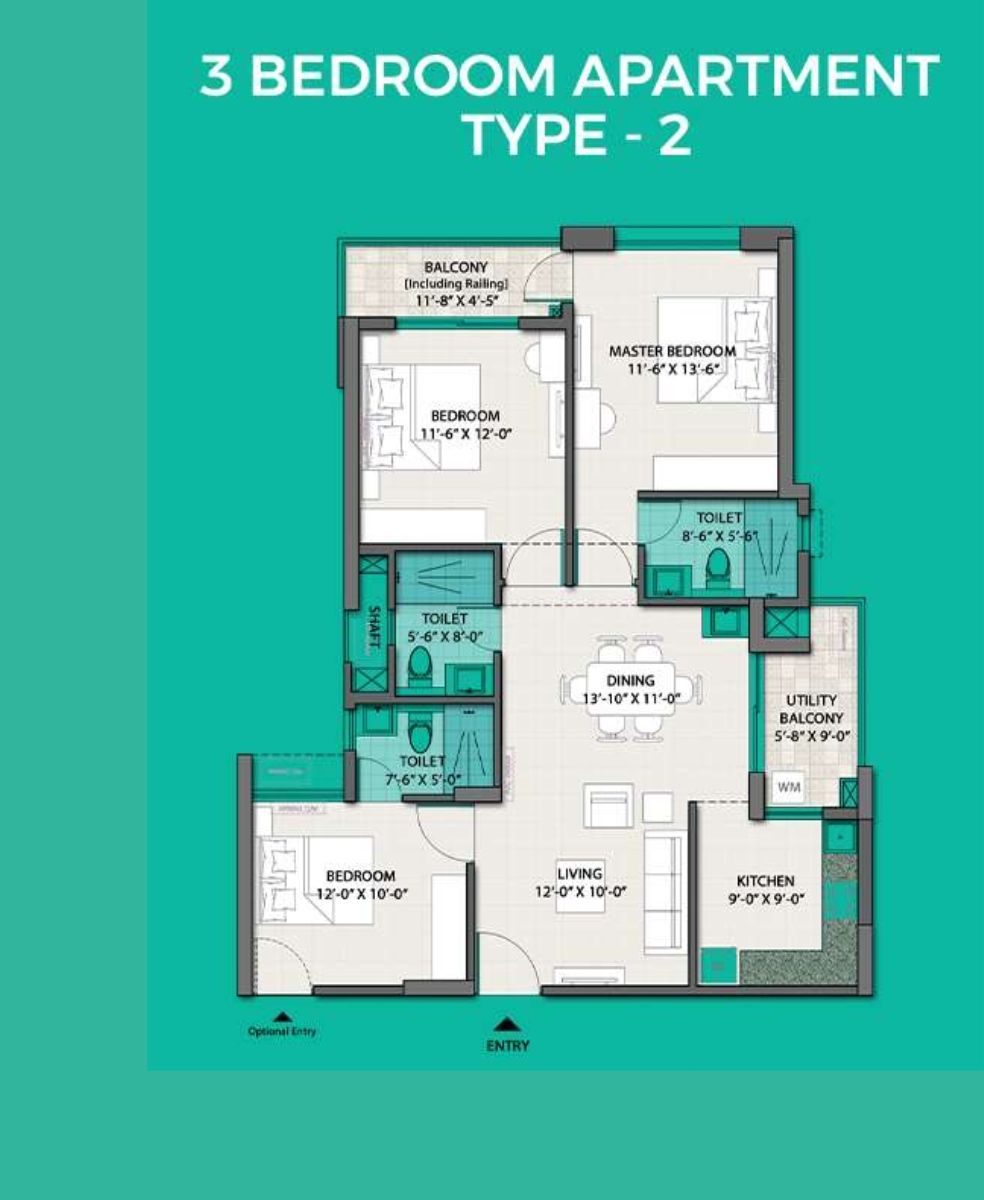 3 BEDROOM APARTMENT
TYPE - 2
BALCONY
[Including Railing]
11'-8" X 4'-5"
MASTER BEDROOM
11'-6" X 13'-6"
BEDROOM
11'-6" X 12'-0"
TOILET
8'-6" X 5'-6"
SHAFT
TOILET
5'-6" X 8'-0"
DINING
13'-10" X 11'-0"
UTILITY
BALCONY
5'-8" X 9'-0"
WM
TOILET
7'-6" X 5'-0"
BEDROOM
12'-0" X 10'-0"
LIVING
12'-0" X 10'-0"
KITCHEN
9'-0" X 9'-0"
Optional Entry
ENTRY